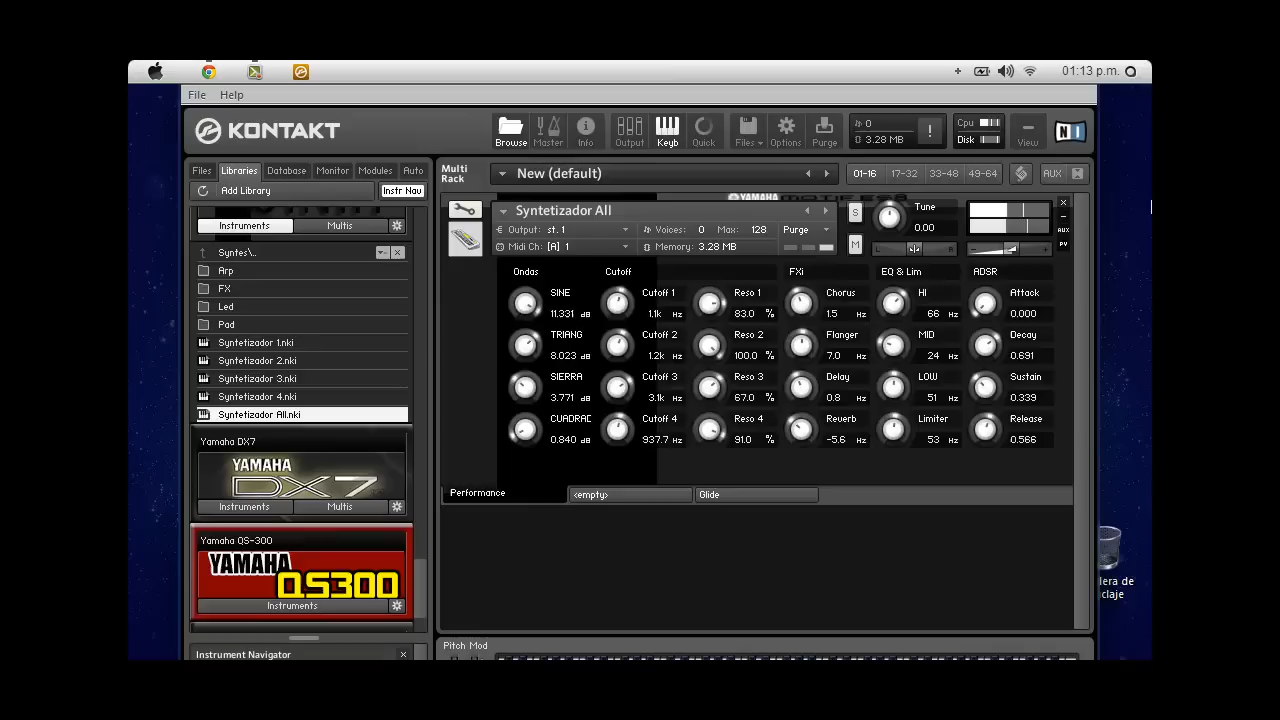 01:13 p.m.
File Help
KONTAKT
Browse Master Info Output Keyb Quick Files Options Purge
0
3.28 MB
!
Cpu
Disk
View
NI
Files Libraries Database Monitor Modules Auto
Add Library Instr Nav
Multi
Rack
New (default)
01-16 17-32 33-48 49-64 AUX
Instruments Multis
Syntes\..
Arp
FX
Led
Pad
Syntetizador 1.nki
Syntetizador 2.nki
Syntetizador 3.nki
Syntetizador 4.nki
Syntetizador All.nki
Yamaha DX7
YAMAHA
DX7
Instruments Multis
Yamaha QS-300
YAMAHA
QS300
Instruments
Instrument Navigator
YAMAHA
Syntetizador All
Output: st. 1 Voices: 0 Max: 128 Purge
Midi Ch: [A] 1 Memory: 3.28 MB
S
M
Tune
0.00
L R
AUX
PV
Ondas Cutoff FXi EQ & Lim ADSR
SINE Cutoff 1 Reso 1 Chorus HI Attack
11.331 dB 1.1k Hz 83.0 % 1.5 Hz 66 Hz 0.000
TRIANG Cutoff 2 Reso 2 Flanger MID Decay
8.023 dB 1.2k Hz 100.0 % 7.0 Hz 24 Hz 0.691
SIERRA Cutoff 3 Reso 3 Delay LOW Sustain
3.771 dB 3.1k Hz 67.0 % 0.8 Hz 51 Hz 0.339
CUADRAC Cutoff 4 Reso 4 Reverb Limiter Release
0.840 dB 937.7 Hz 91.0 % -5.6 Hz 53 Hz 0.566
Performance <empty> Glide
Pitch Mod
lera de
iclaje